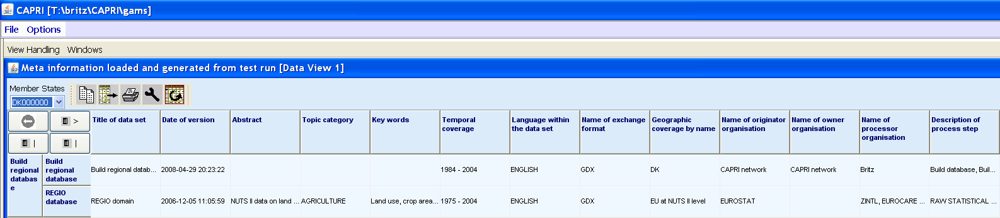 CAPRI [T:\britz\CAPRI\gams]
File Options
View Handling Windows
Meta information loaded and generated from test run [Data View 1]
Member States
DK000000
>
| |
Title of data set Date of version Abstract Topic category Key words Temporal coverage Language within the data set Name of exchange format Geographic coverage by name Name of originator organisation Name of owner organisation Name of processor organisation Description of process step
Build regional database
Build regional database
Build regional datab... 2008-04-29 20:23:22 1984 - 2004 ENGLISH GDX DK CAPRI network CAPRI network Britz Build database, Buil...
REGIO database
REGIO domain 2006-12-05 11:05:59 NUTS II data on land ... AGRICULTURE Land use, crop area... 1975 - 2004 ENGLISH GDX EU at NUTS II level EUROSTAT ZINTL, EUROCARE ... RAW STATISTICAL ...